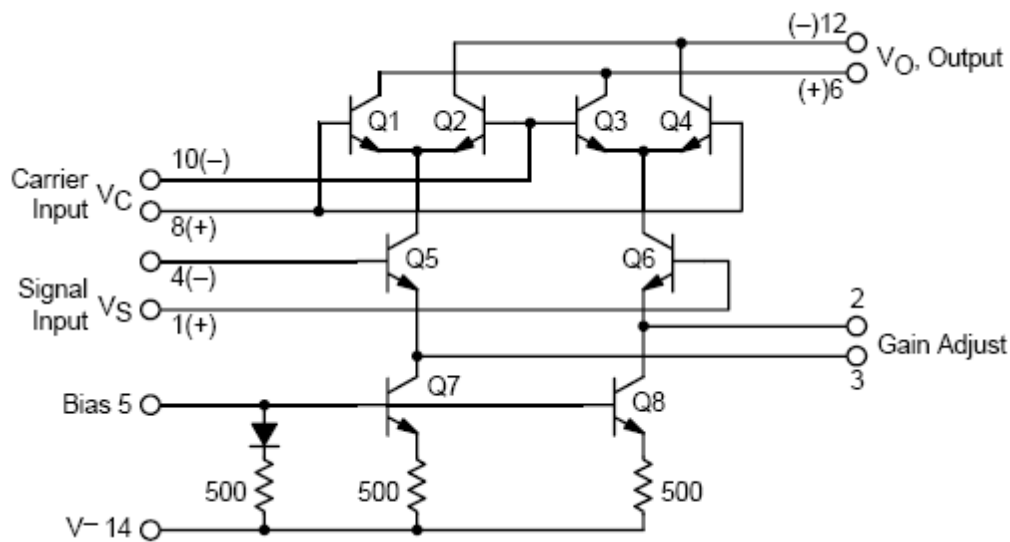 (–)12
VO, Output
(+)6
Q1
Q2
Q3
Q4
10(–)
Carrier
Input
VC
8(+)
Q5
Q6
4(–)
Signal
Input
VS
1(+)
2
Gain Adjust
3
Q7
Q8
Bias 5
500
500
500
V– 14